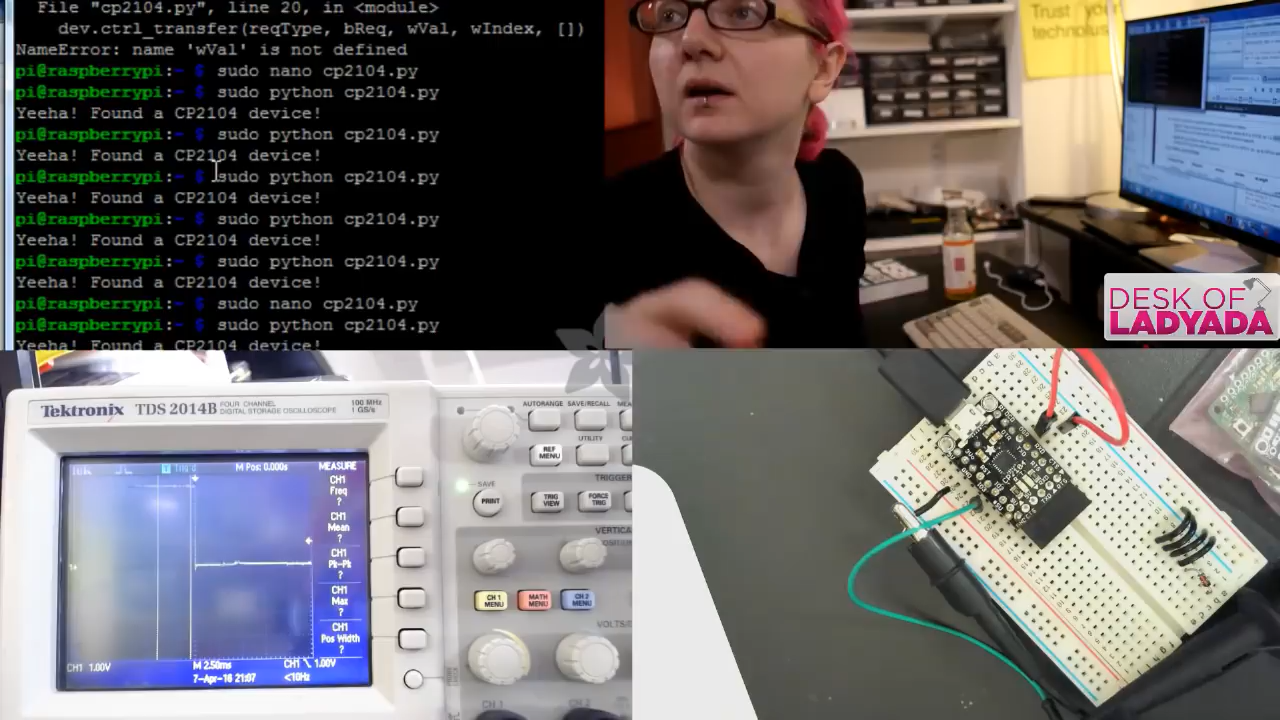 File "cp2104.py", line 20, in <module>
dev.ctrl_transfer(reqType, bReq, wVal, wIndex, [])
NameError: name 'wVal' is not defined
pi@raspberrypi:~ $ sudo nano cp2104.py
pi@raspberrypi:~ $ sudo python cp2104.py
Yeeha! Found a CP2104 device!
pi@raspberrypi:~ $ sudo python cp2104.py
Yeeha! Found a CP2104 device!
pi@raspberrypi:~ $ sudo python cp2104.py
Yeeha! Found a CP2104 device!
pi@raspberrypi:~ $ sudo python cp2104.py
Yeeha! Found a CP2104 device!
pi@raspberrypi:~ $ sudo python cp2104.py
Yeeha! Found a CP2104 device!
pi@raspberrypi:~ $ sudo nano cp2104.py
pi@raspberrypi:~ $ sudo python cp2104.py
Yeeha! Found a CP2104 device!
Trust your
DESK OF
LADYADA
Tektronix TDS 2014B
FOUR CHANNEL
DIGITAL STORAGE OSCILLOSCOPE
100 MHz
1 GS/s
M Pos: 0.000s
MEASURE
CH1
Freq
?
CH1
Mean
?
CH1
Pk-Pk
?
CH1
Max
?
CH1
Pos Width
?
CH1 1.00V
M 2.50ms
CH1 \ 1.00V
7-Apr-16 21:07
<10Hz
AUTORANGE
SAVE/RECALL
REF
MENU
UTILITY
SAVE
PRINT
TRIG
VIEW
FORCE
TRIG
CH 1
MENU
MATH
MENU
CH 2
MENU
CH 1
CH 2